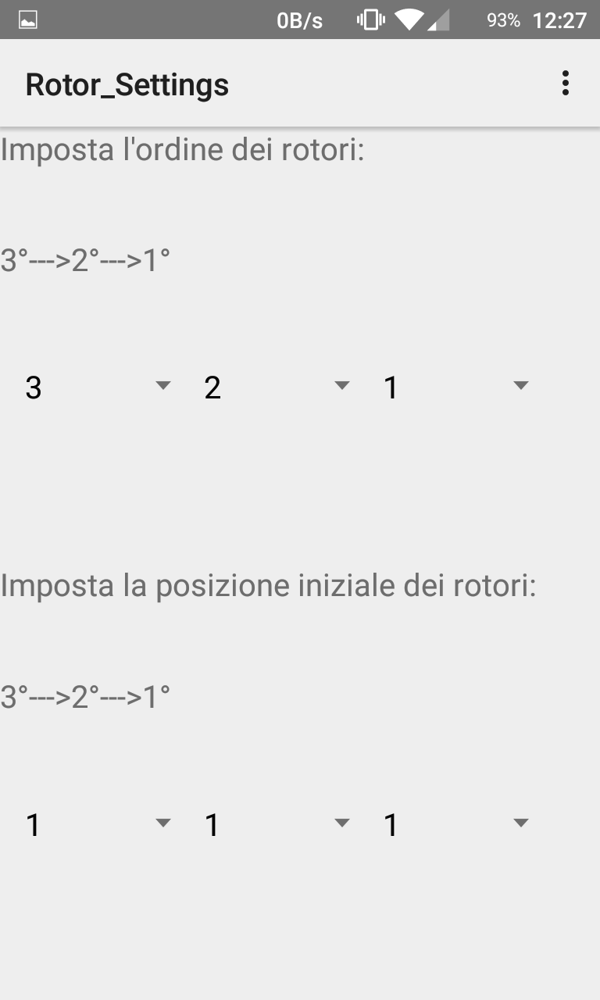 0B/s 93% 12:27
Rotor_Settings
Imposta l'ordine dei rotori:
3°--->2°--->1°
3 2 1
Imposta la posizione iniziale dei rotori:
3°--->2°--->1°
1 1 1